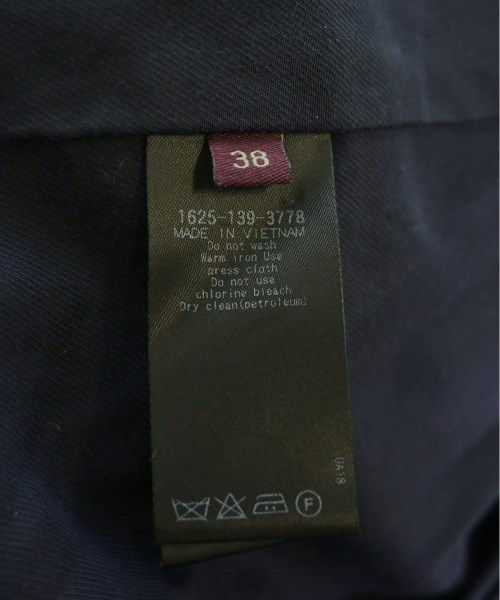 38
1625-139-3778
MADE IN VIETNAM
Do not wash
Warm iron Use
press cloth
Do not use
chlorine bleach
Dry clean(petroleum)
UA18
F